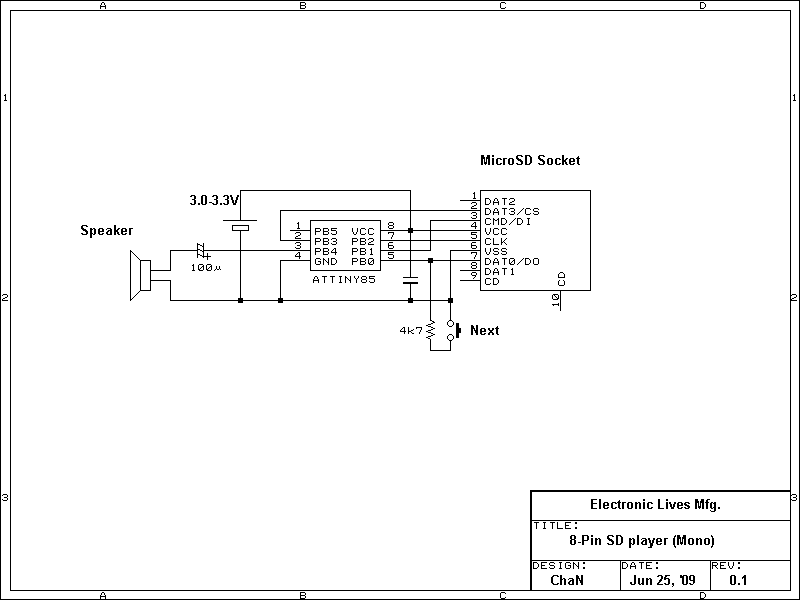 A B C D
1 1
MicroSD Socket
3.0-3.3V
Speaker
1 DAT2
2 DAT3/CS
3 CMD/DI
4 VCC
5 CLK
6 VSS
7 DAT0/DO
8 DAT1
9 CD
10 CD
1 PB5 VCC 8
2 PB3 PB2 7
3 PB4 PB1 6
4 GND PB0 5
ATTINY85
100µ
+
2 2
4k7
Next
3 3
Electronic Lives Mfg.
TITLE:
8-Pin SD player (Mono)
DESIGN: DATE: REV:
ChaN Jun 25, '09 0.1
A B C D